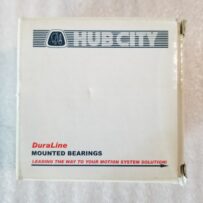 HUB CITY
DuraLine
MOUNTED BEARINGS
LEADING THE WAY TO YOUR MOTION SYSTEM SOLUTION!